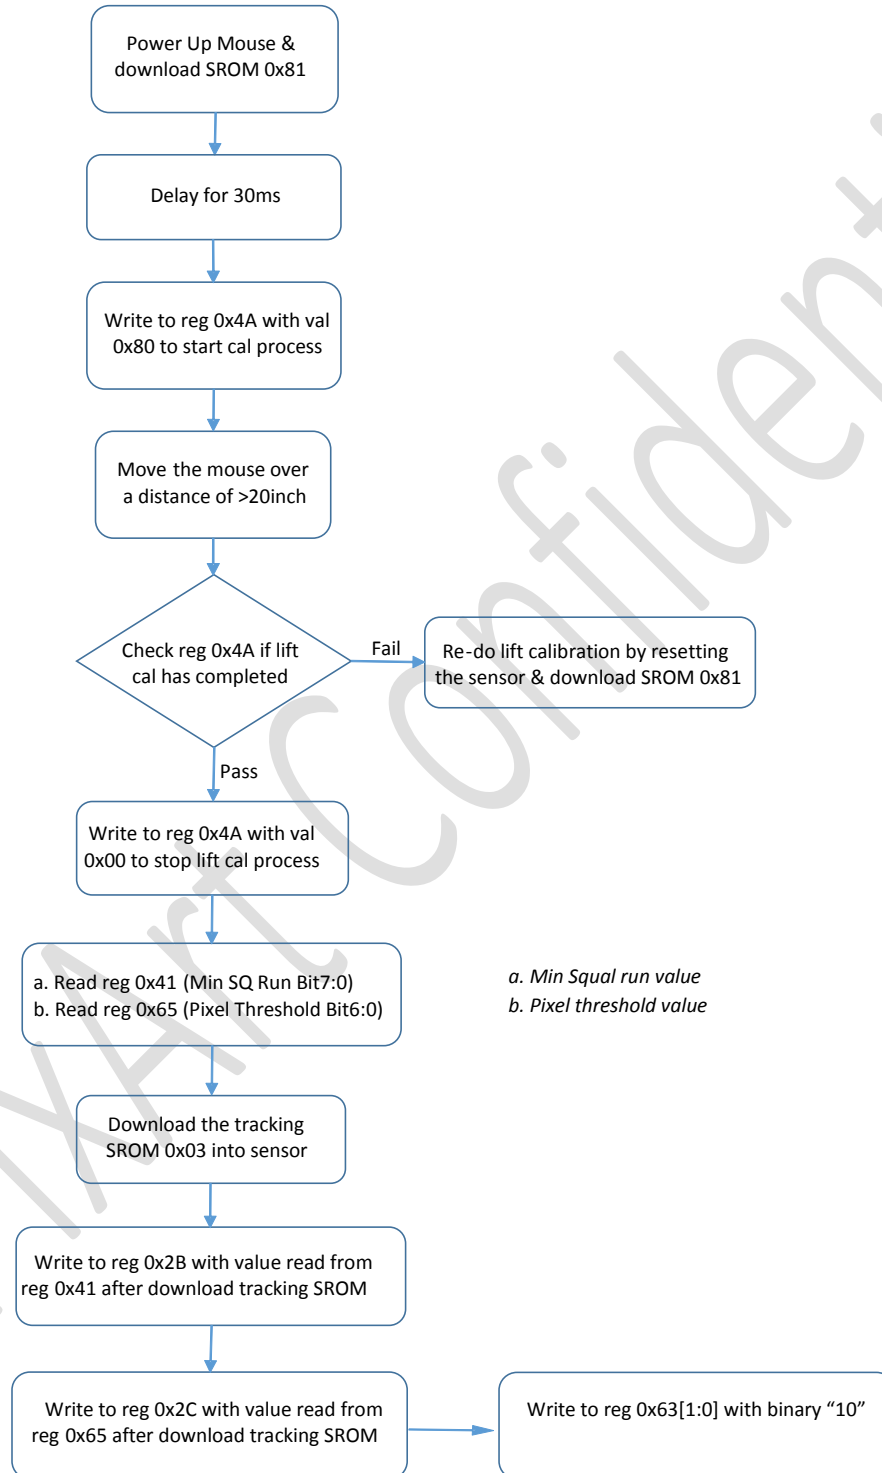 Power Up Mouse &
download SROM 0x81
Delay for 30ms
Write to reg 0x4A with val
0x80 to start cal process
Move the mouse over
a distance of >20inch
Check reg 0x4A if lift
cal has completed
Fail
Re-do lift calibration by resetting
the sensor & download SROM 0x81
Pass
Write to reg 0x4A with val
0x00 to stop lift cal process
a. Read reg 0x41 (Min SQ Run Bit7:0)
b. Read reg 0x65 (Pixel Threshold Bit6:0)
a. Min Squal run value
b. Pixel threshold value
Download the tracking
SROM 0x03 into sensor
Write to reg 0x2B with value read from
reg 0x41 after download tracking SROM
Write to reg 0x2C with value read from
reg 0x65 after download tracking SROM
Write to reg 0x63[1:0] with binary “10”
ixArt Confidenti